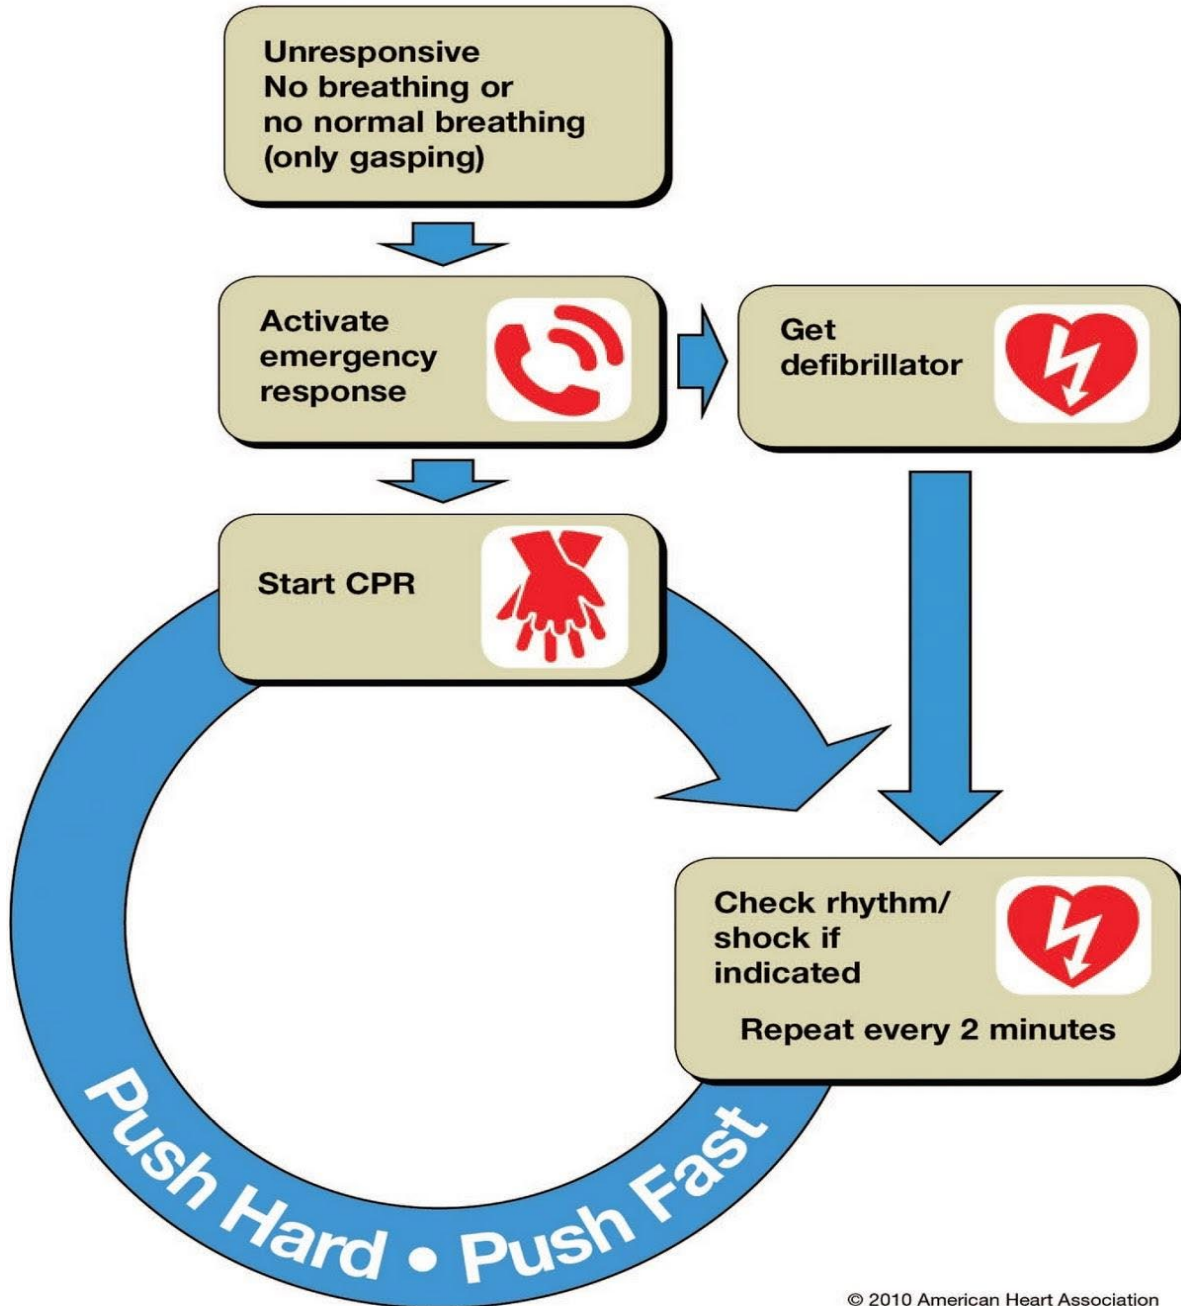 Unresponsive
No breathing or
no normal breathing
(only gasping)
Activate
emergency
response
Get
defibrillator
Start CPR
Check rhythm/
shock if
indicated
Repeat every 2 minutes
Push Hard • Push Fast
© 2010 American Heart Association